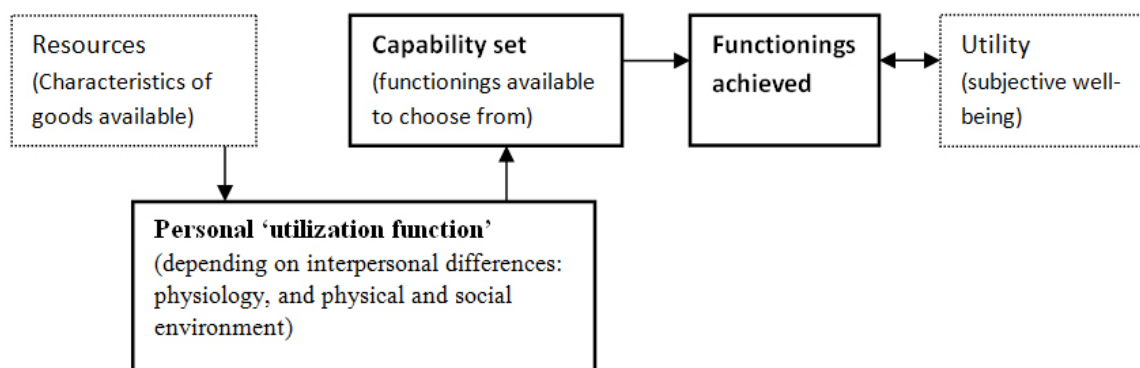 Resources
(Characteristics of
goods available)
Capability set
(functionings available
to choose from)
Functionings
achieved
Utility
(subjective well-
being)
Personal ‘utilization function’
(depending on interpersonal differences:
physiology, and physical and social
environment)